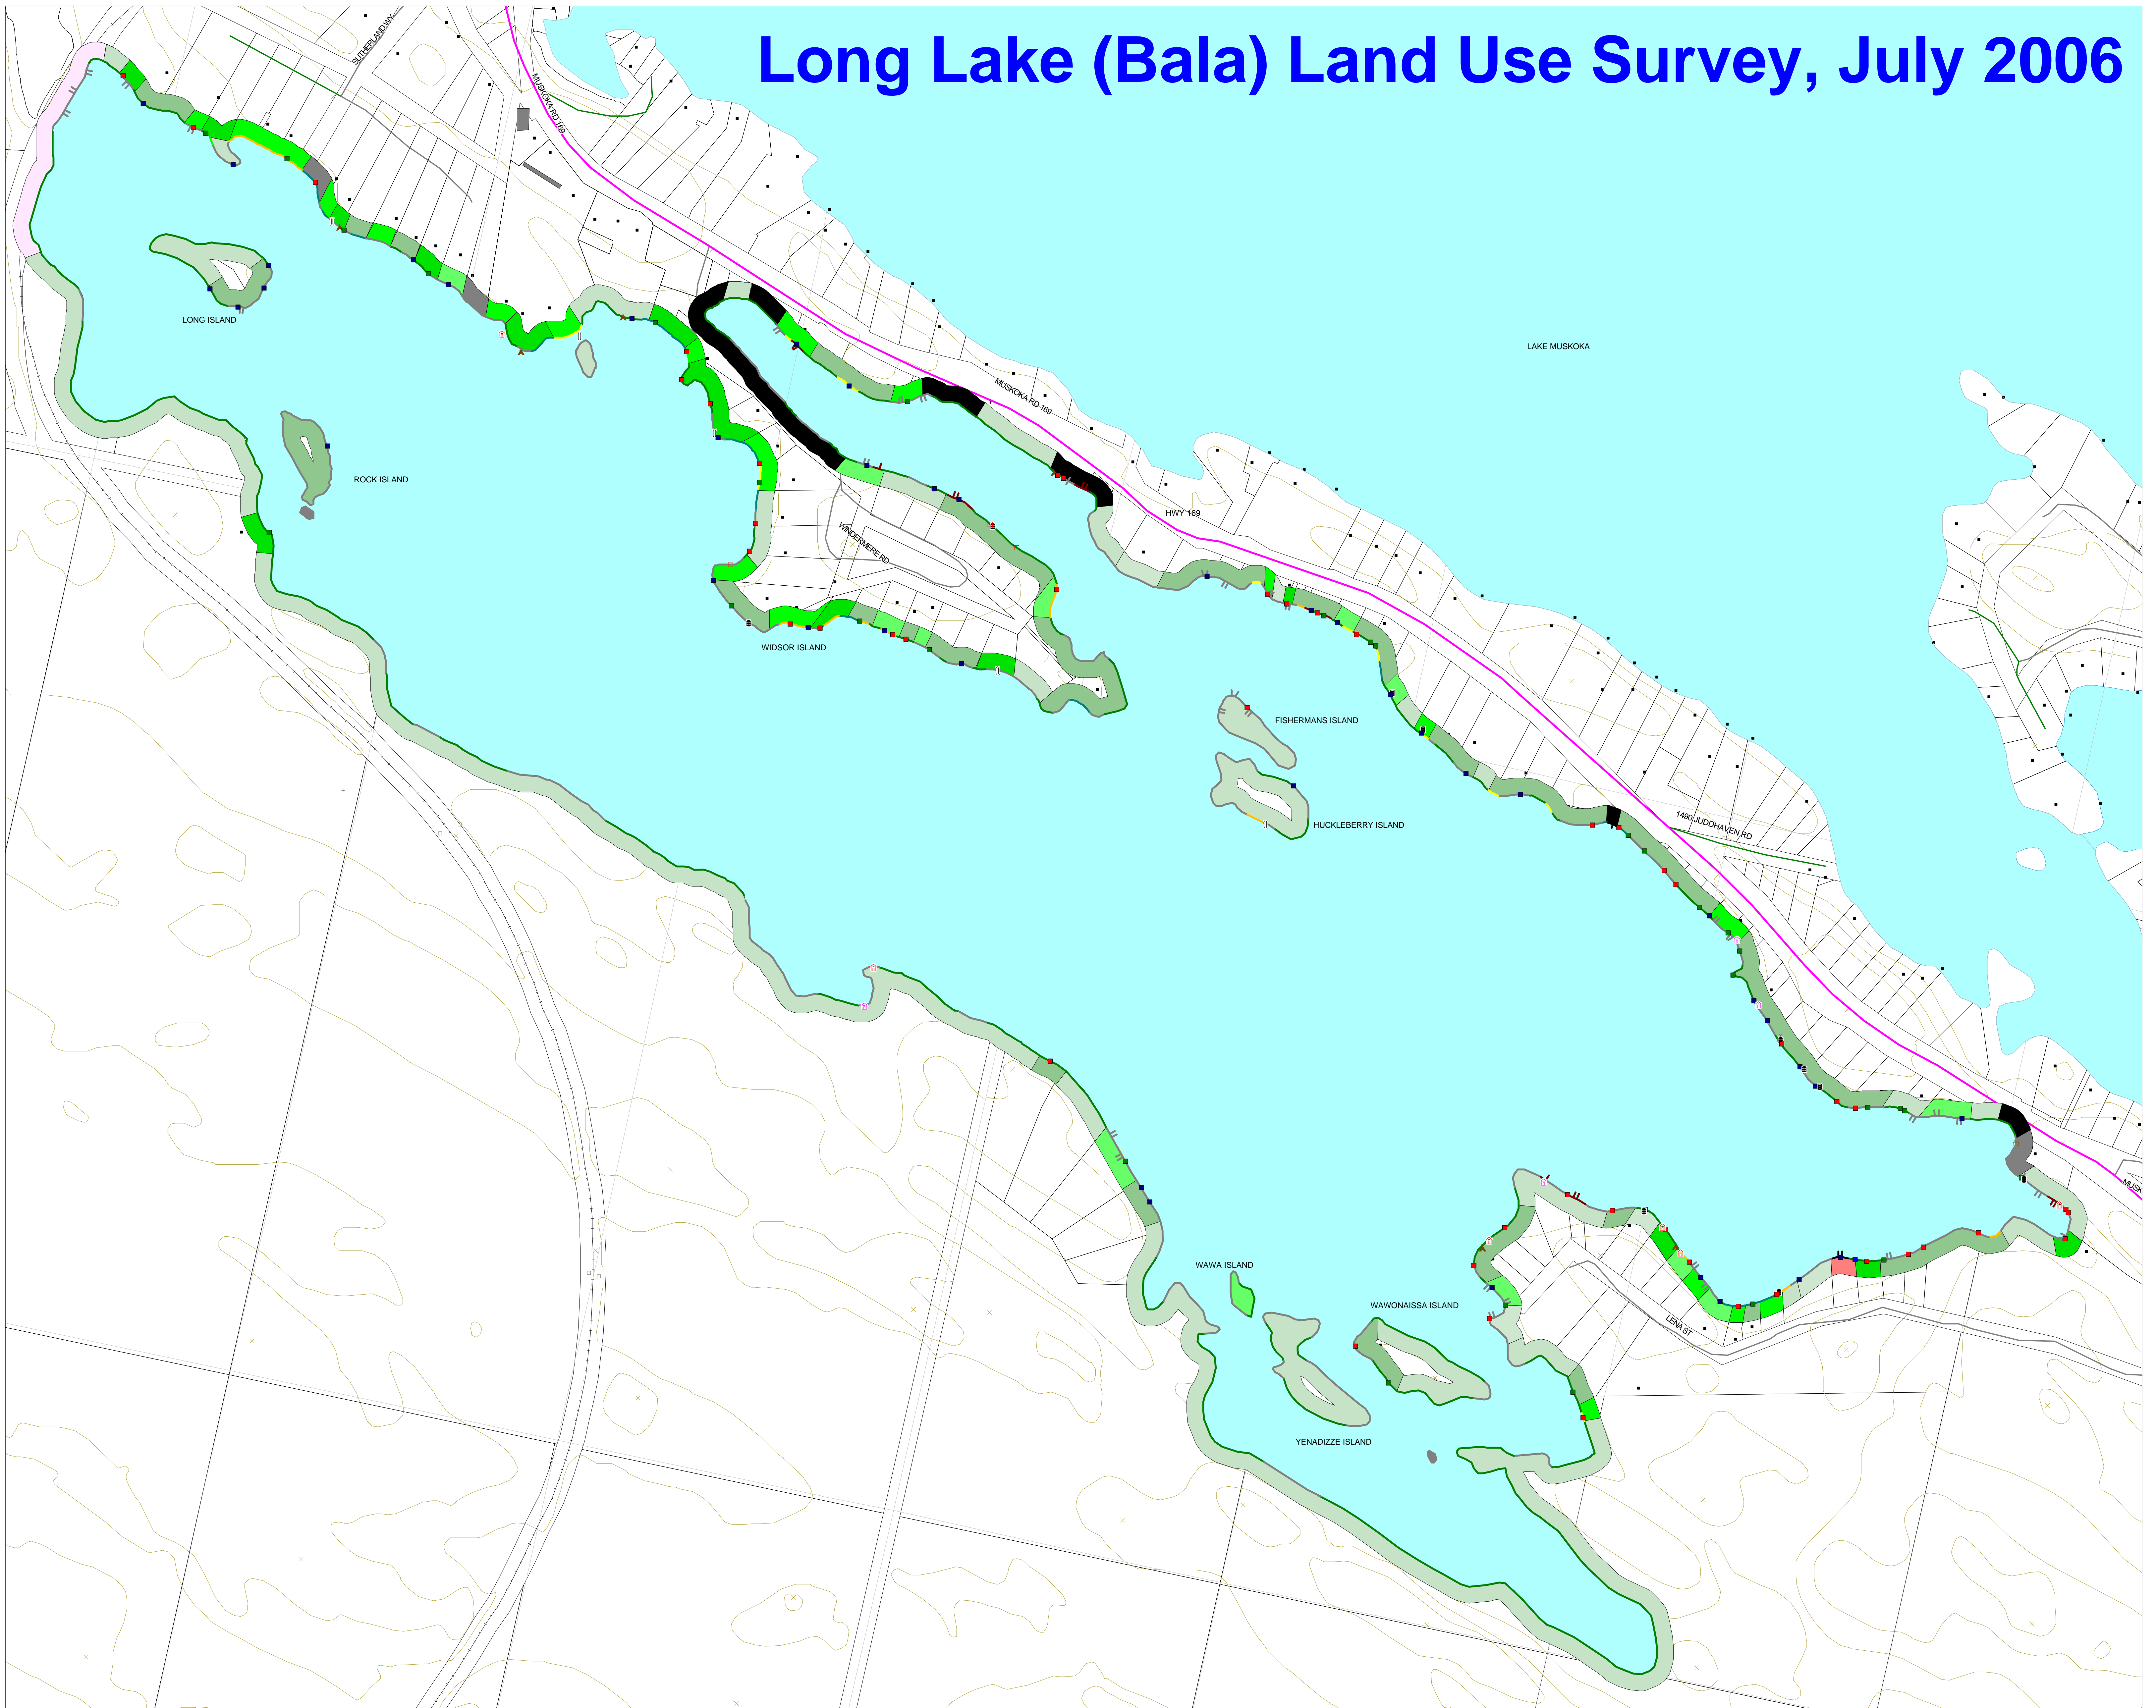 Long Lake (Bala) Land Use Survey, July 2006
SUTHERLAND WY
MUSKOKA RD 169
LONG ISLAND
LAKE MUSKOKA
MUSKOKA RD 169
ROCK ISLAND
HWY 169
WINDERMERE RD
WIDSOR ISLAND
FISHERMANS ISLAND
HUCKLEBERRY ISLAND
1490 JUDDHAVEN RD
MUSK
WAWA ISLAND
WAWONAISSA ISLAND
LENA ST
YENADIZZE ISLAND